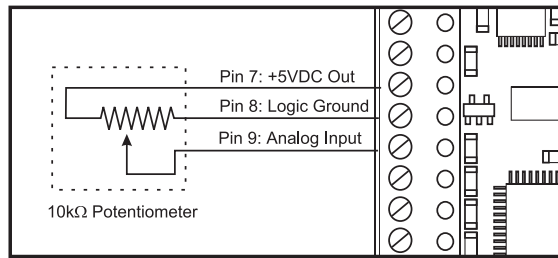 Pin 7: +5VDC Out
Pin 8: Logic Ground
Pin 9: Analog Input
10kΩ Potentiometer